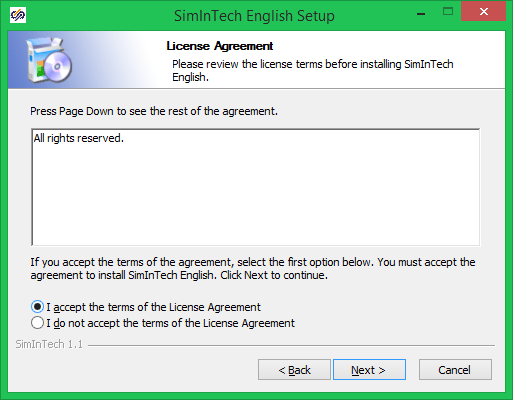 SimInTech English Setup
License Agreement
Please review the license terms before installing SimInTech
English.
Press Page Down to see the rest of the agreement.
All rights reserved.
If you accept the terms of the agreement, select the first option below. You must accept the
agreement to install SimInTech English. Click Next to continue.
I accept the terms of the License Agreement
I do not accept the terms of the License Agreement
SimInTech 1.1
< Back Next > Cancel